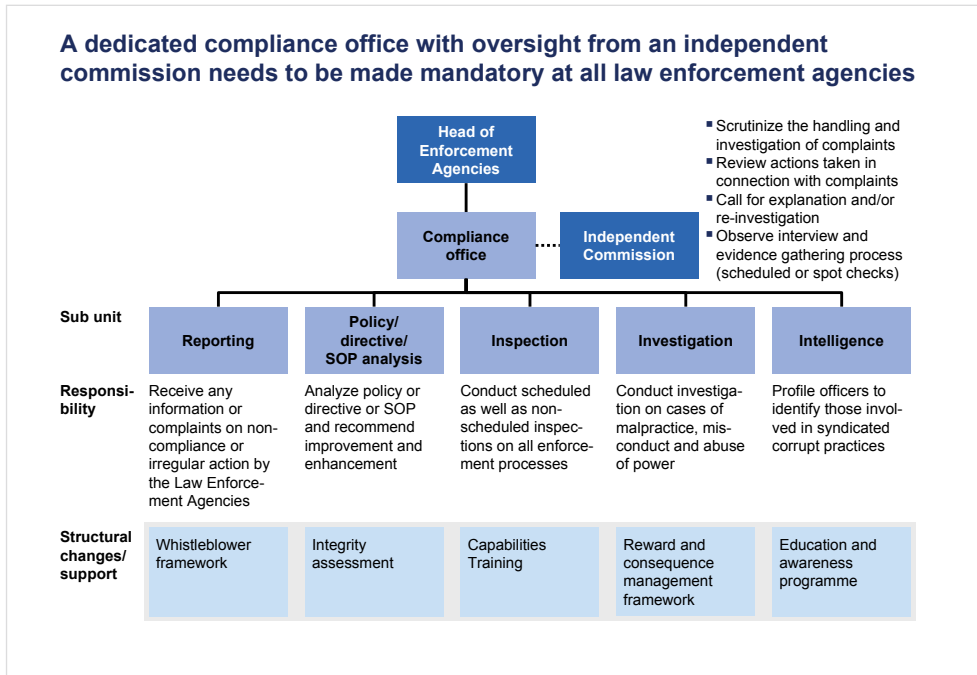 A dedicated compliance office with oversight from an independent
commission needs to be made mandatory at all law enforcement agencies
Head of
Enforcement
Agencies
▪ Scrutinize the handling and
investigation of complaints
▪ Review actions taken in
connection with complaints
▪ Call for explanation and/or
re-investigation
▪ Observe interview and
evidence gathering process
(scheduled or spot checks)
Compliance
office
Independent
Commission
Sub unit
Reporting
Policy/
directive/
SOP analysis
Inspection
Investigation
Intelligence
Responsi-
bility
Receive any
information or
complaints on non-
compliance or
irregular action by
the Law Enforce-
ment Agencies
Analyze policy or
directive or SOP
and recommend
improvement and
enhancement
Conduct scheduled
as well as non-
scheduled inspec-
tions on all enforce-
ment processes
Conduct investiga-
tion on cases of
malpractice, mis-
conduct and abuse
of power
Profile officers to
identify those invol-
ved in syndicated
corrupt practices
Structural
changes/
support
Whistleblower
framework
Integrity
assessment
Capabilities
Training
Reward and
consequence
management
framework
Education and
awareness
programme